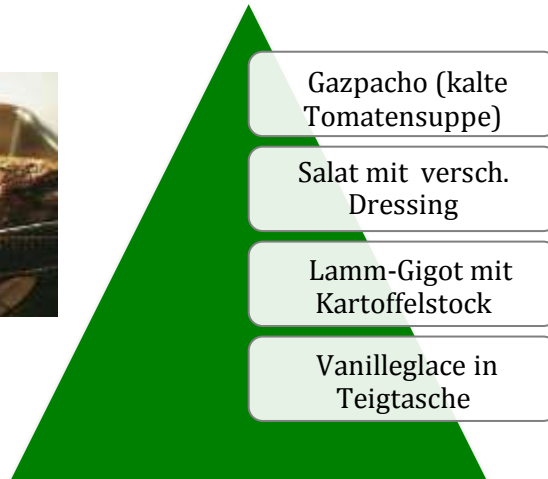 Gazpacho (kalte
Tomatensuppe)
Salat mit versch.
Dressing
Lamm-Gigot mit
Kartoffelstock
Vanilleglace in
Teigtasche